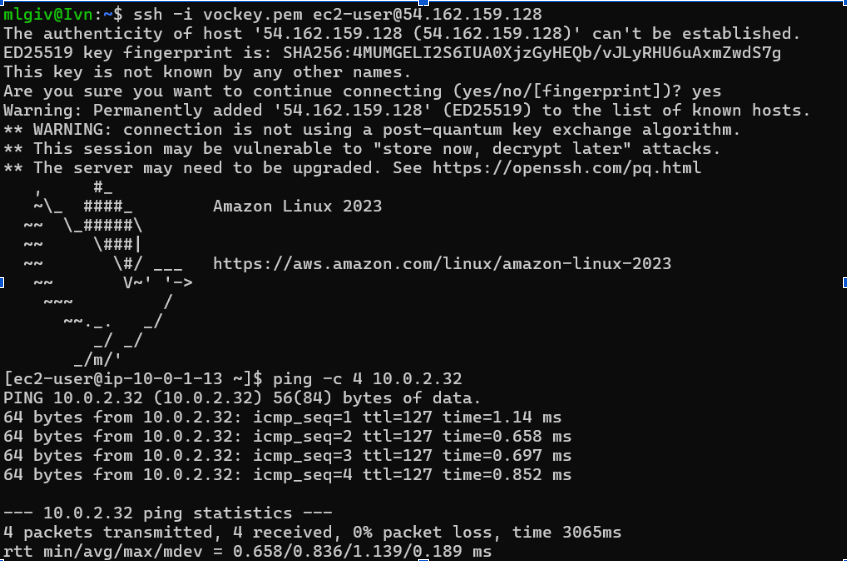 mlgiv@Ivn:~$ ssh -i vockey.pem ec2-user@54.162.159.128
The authenticity of host '54.162.159.128 (54.162.159.128)' can't be established.
ED25519 key fingerprint is: SHA256:4MUMGELI2S6IUA0XjzGyHEQb/vJLyRHU6uAxmZwdS7g
This key is not known by any other names.
Are you sure you want to continue connecting (yes/no/[fingerprint])? yes
Warning: Permanently added '54.162.159.128' (ED25519) to the list of known hosts.
** WARNING: connection is not using a post-quantum key exchange algorithm.
** This session may be vulnerable to "store now, decrypt later" attacks.
** The server may need to be upgraded. See https://openssh.com/pq.html
   ,     #_
   ~\_  ####_        Amazon Linux 2023
  ~~  \_#####\
  ~~     \###|
  ~~       \#/ ___   https://aws.amazon.com/linux/amazon-linux-2023
   ~~       V~' '->
    ~~~         /
      ~~._.   _/
         _/ _/
       _/m/'
[ec2-user@ip-10-0-1-13 ~]$ ping -c 4 10.0.2.32
PING 10.0.2.32 (10.0.2.32) 56(84) bytes of data.
64 bytes from 10.0.2.32: icmp_seq=1 ttl=127 time=1.14 ms
64 bytes from 10.0.2.32: icmp_seq=2 ttl=127 time=0.658 ms
64 bytes from 10.0.2.32: icmp_seq=3 ttl=127 time=0.697 ms
64 bytes from 10.0.2.32: icmp_seq=4 ttl=127 time=0.852 ms

--- 10.0.2.32 ping statistics ---
4 packets transmitted, 4 received, 0% packet loss, time 3065ms
rtt min/avg/max/mdev = 0.658/0.836/1.139/0.189 ms